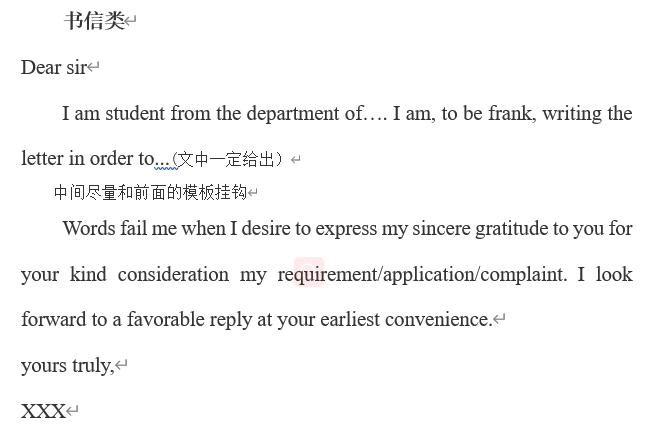 书信类
Dear sir
I am student from the department of…. I am, to be frank, writing the
letter in order to...(文中一定给出）
中间尽量和前面的模板挂钩
Words fail me when I desire to express my sincere gratitude to you for
your kind consideration my requirement/application/complaint. I look
forward to a favorable reply at your earliest convenience.
yours truly,
XXX